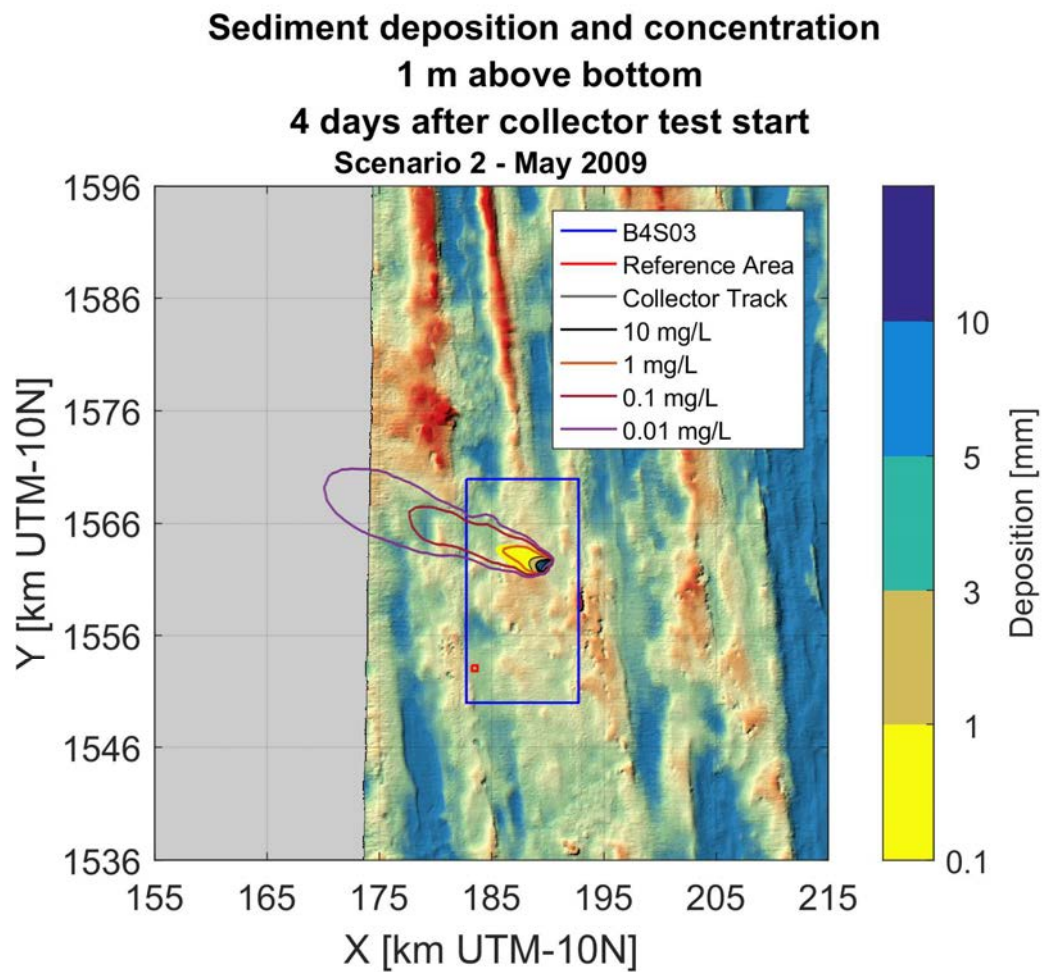 Sediment deposition and concentration
1 m above bottom
4 days after collector test start
Scenario 2 - May 2009
1596
1586
1576
1566
1556
1546
1536
Y [km UTM-10N]
155
165
175
185
195
205
215
X [km UTM-10N]
B4S03
Reference Area
Collector Track
10 mg/L
1 mg/L
0.1 mg/L
0.01 mg/L
10
5
3
1
0.1
Deposition [mm]